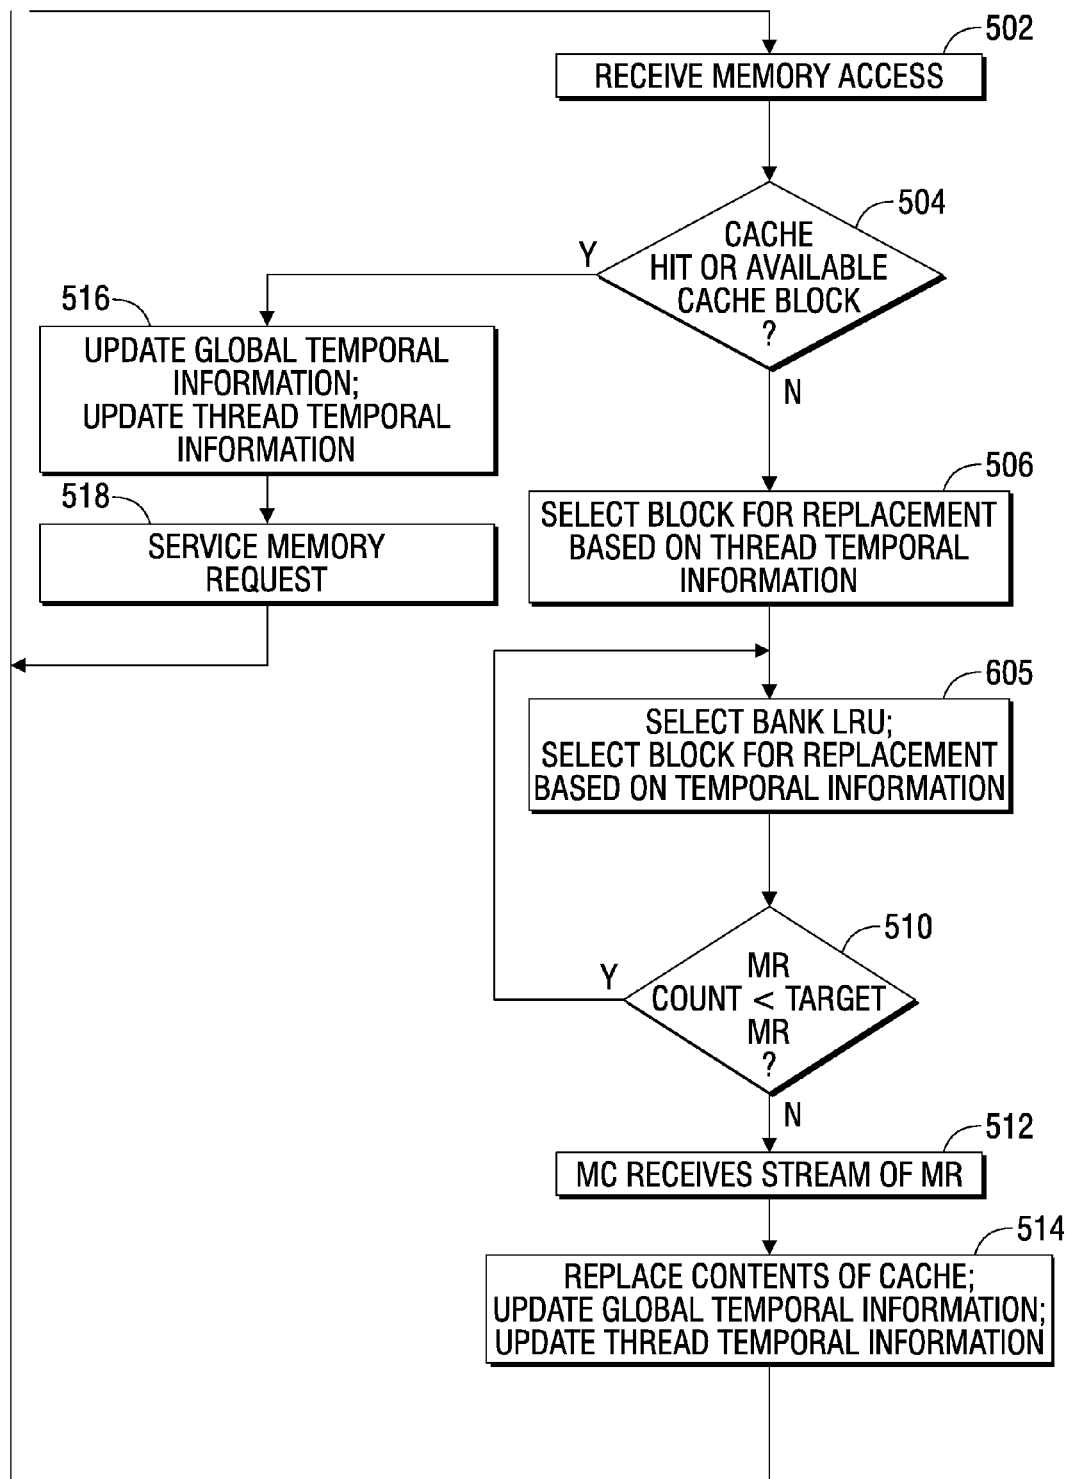 502
RECEIVE MEMORY ACCESS
504
CACHE
HIT OR AVAILABLE
CACHE BLOCK
?
Y
N
516
UPDATE GLOBAL TEMPORAL
INFORMATION;
UPDATE THREAD TEMPORAL
INFORMATION
518
SERVICE MEMORY
REQUEST
506
SELECT BLOCK FOR REPLACEMENT
BASED ON THREAD TEMPORAL
INFORMATION
605
SELECT BANK LRU;
SELECT BLOCK FOR REPLACEMENT
BASED ON TEMPORAL INFORMATION
510
MR
COUNT < TARGET
MR
?
Y
N
512
MC RECEIVES STREAM OF MR
514
REPLACE CONTENTS OF CACHE;
UPDATE GLOBAL TEMPORAL INFORMATION;
UPDATE THREAD TEMPORAL INFORMATION